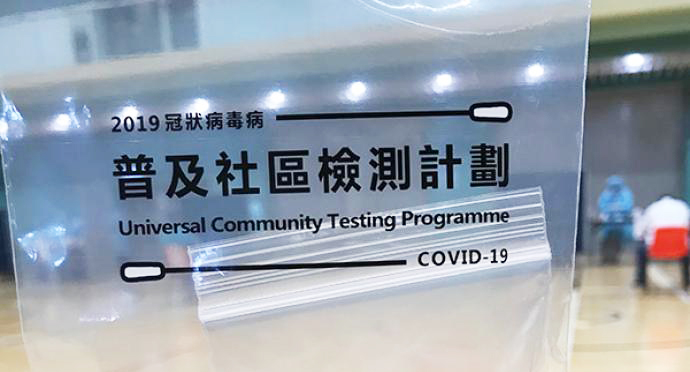 2019冠狀病毒病
普及社區檢測計劃
Universal Community Testing Programme
COVID-19